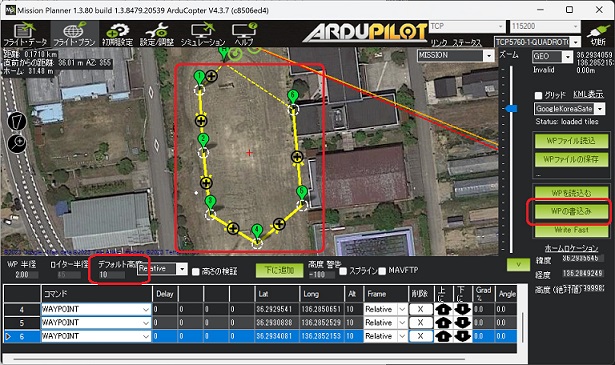 Mission Planner 1.3.80 build 1.3.8479.20539 ArduCopter V4.3.7 (c8506ed4)
フライト・データ フライト・プラン 初期設定 設定/調整 シミュレーション ヘルプ
ARDUPILOT
TCP 115200
リンク ステータス TCP5760-1-QUADROTO
切断
距離: 0.1710 km
直前からの距離: 36.01 m AZ: 355
ホーム: 31.40 m
MISSION
ズーム
GEO 36.2934059
136.2852153
Invalid 0.0m
グリッド KML表示
GoogleKoreaSate
Status: loaded tiles
WPファイル読込
WPファイルの保存
...
WPを読込む
WPの書込み
Write Fast
ホームロケーション
緯度 36.2935645
経度 136.2849249
高度 (絶対値)
WP 半径 ロイター半径 デフォルト高度
2.00 45 10 Relative 高さの検証 下に追加 高度 警告 -100 スプライン MAVFTP
V
コマンド Delay Lat Long Alt Frame 削除 上に 下に Grad % Angle
4 WAYPOINT 0 0 0 0 36.2929541 136.2850651 10 Relative X 0.0 0.0
5 WAYPOINT 0 0 0 0 36.2930838 136.2852529 10 Relative X 0.0 0.0
6 WAYPOINT 0 0 0 0 36.2934081 136.2852153 10 Relative X 0.0 0.0